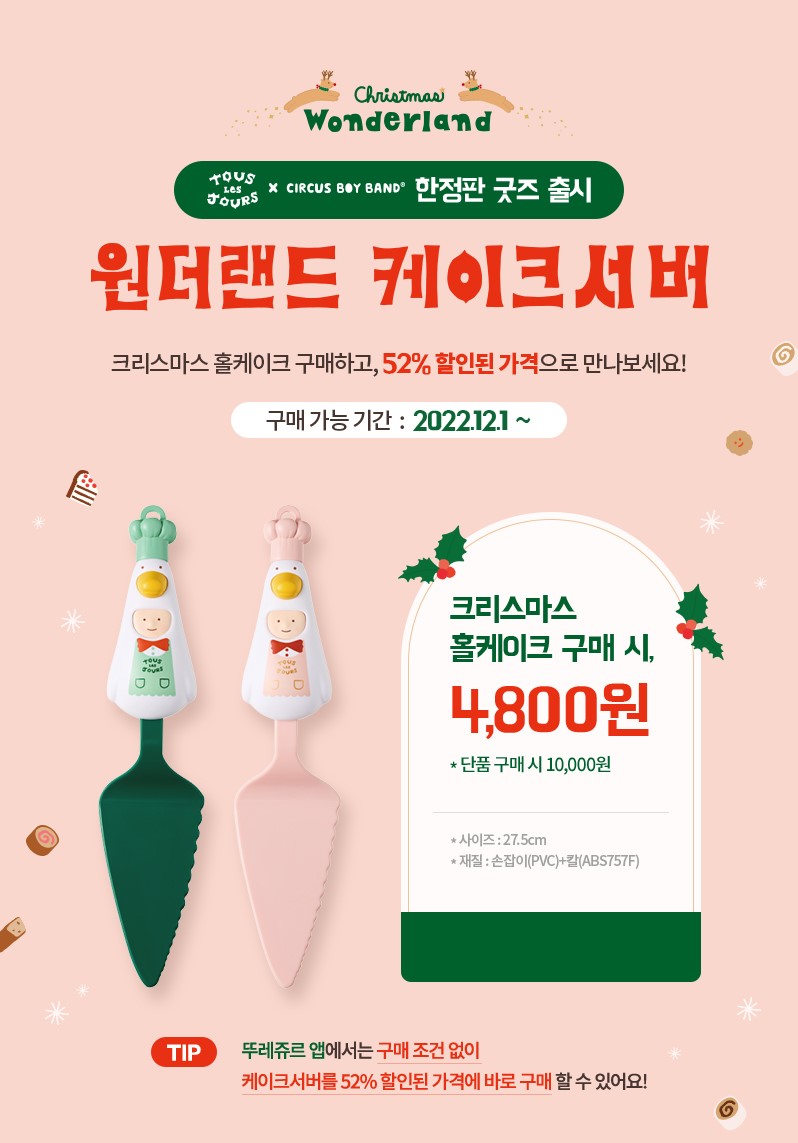 Christmas
Wonderland
TOUS LES JOURS x CIRCUS BOY BAND® 한정판 굿즈 출시
원더랜드 케이크서버
크리스마스 홀케이크 구매하고, 52% 할인된 가격으로 만나보세요!
구매 가능 기간 : 2022.12.1 ~
TOUS LES JOURS
TOUS LES JOURS
크리스마스
홀케이크 구매 시,
4,800원
* 단품 구매 시 10,000원
* 사이즈 : 27.5cm
* 재질 : 손잡이(PVC)+칼(ABS757F)
TIP
뚜레쥬르 앱에서는 구매 조건 없이
케이크서버를 52% 할인된 가격에 바로 구매 할 수 있어요!